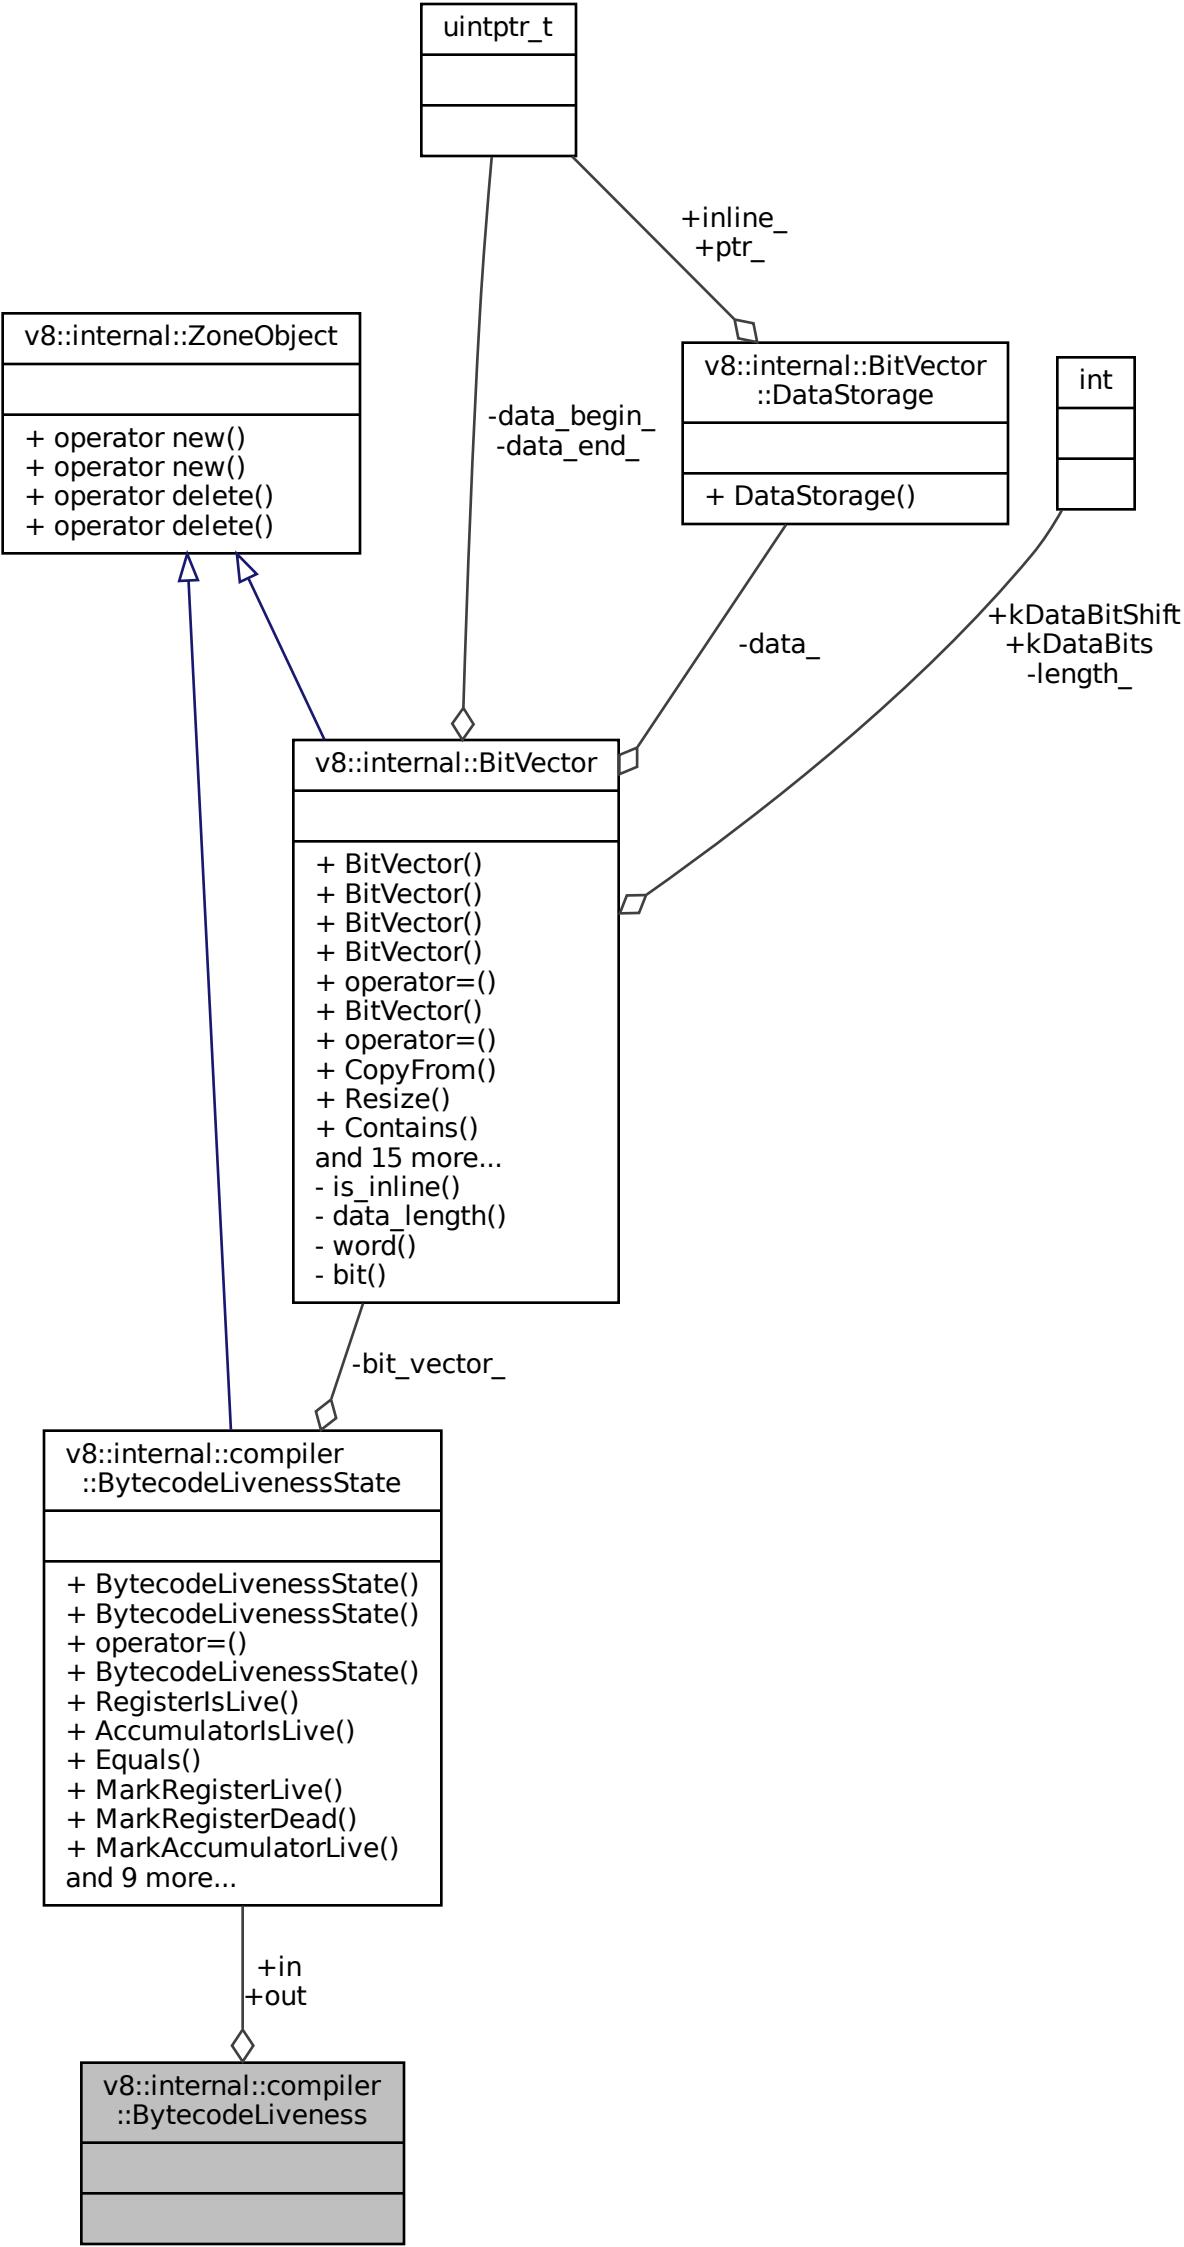 uintptr_t
+inline_
+ptr_
v8::internal::ZoneObject
+ operator new()
+ operator new()
+ operator delete()
+ operator delete()
-data_begin_
-data_end_
v8::internal::BitVector
::DataStorage
+ DataStorage()
int
-data_
+kDataBitShift
+kDataBits
-length_
v8::internal::BitVector
+ BitVector()
+ BitVector()
+ BitVector()
+ BitVector()
+ operator=()
+ BitVector()
+ operator=()
+ CopyFrom()
+ Resize()
+ Contains()
and 15 more...
- is_inline()
- data_length()
- word()
- bit()
-bit_vector_
v8::internal::compiler
::BytecodeLivenessState
+ BytecodeLivenessState()
+ BytecodeLivenessState()
+ operator=()
+ BytecodeLivenessState()
+ RegisterIsLive()
+ AccumulatorIsLive()
+ Equals()
+ MarkRegisterLive()
+ MarkRegisterDead()
+ MarkAccumulatorLive()
and 9 more...
+in
+out
v8::internal::compiler
::BytecodeLiveness